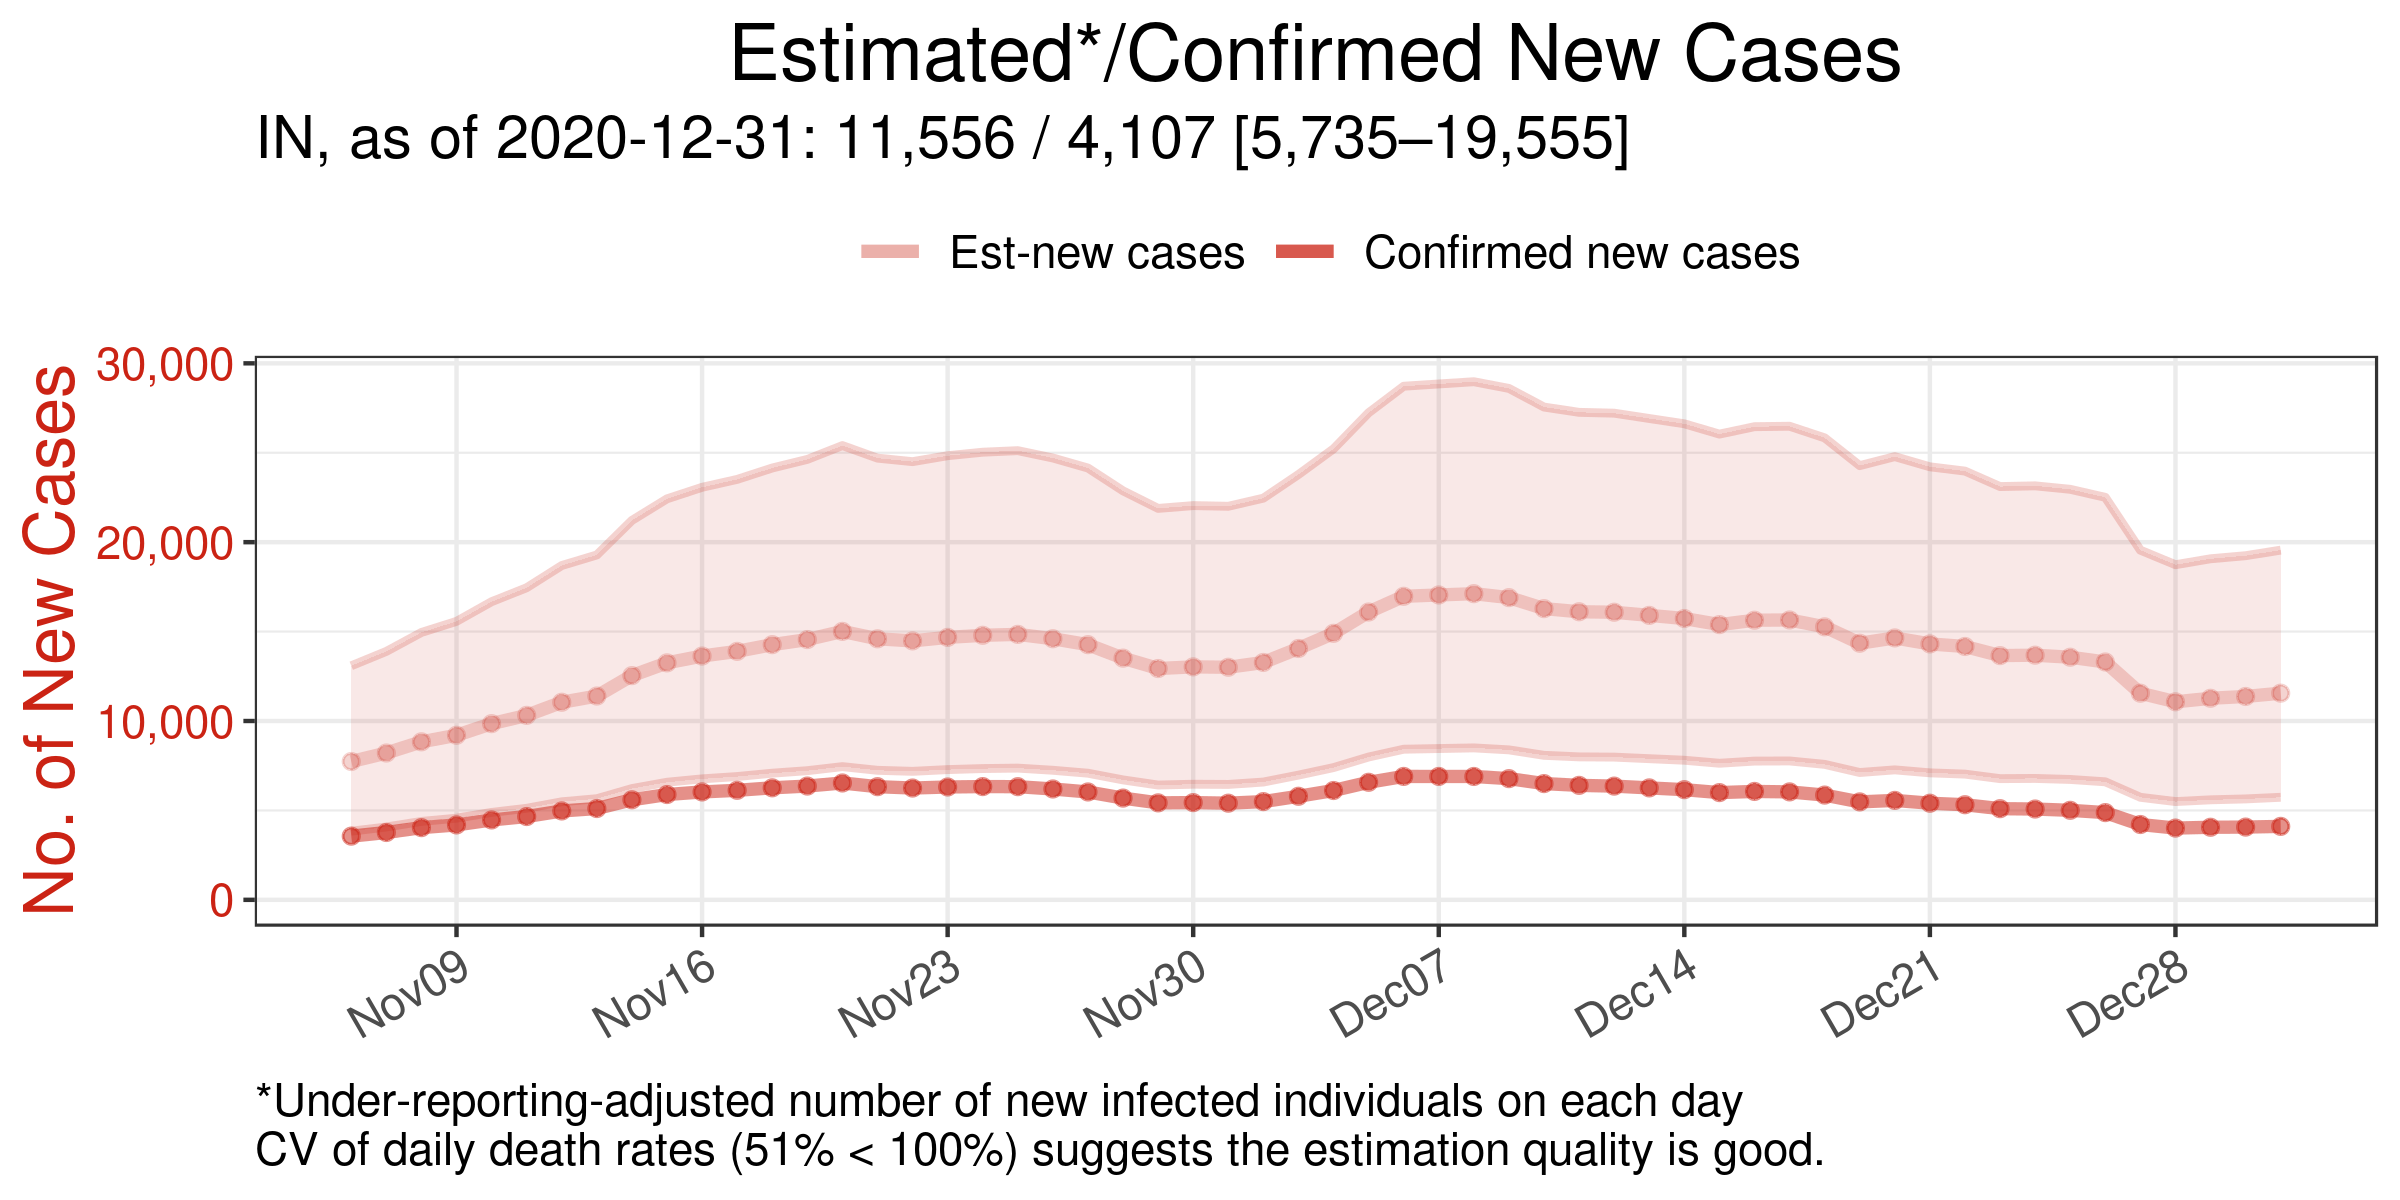 Estimated*/Confirmed New Cases
IN, as of 2020-12-31: 11,556 / 4,107 [5,735–19,555]
Est-new cases Confirmed new cases
No. of New Cases
30,000
20,000
10,000
0
Nov09 Nov16 Nov23 Nov30 Dec07 Dec14 Dec21 Dec28
*Under-reporting-adjusted number of new infected individuals on each day
CV of daily death rates (51% < 100%) suggests the estimation quality is good.